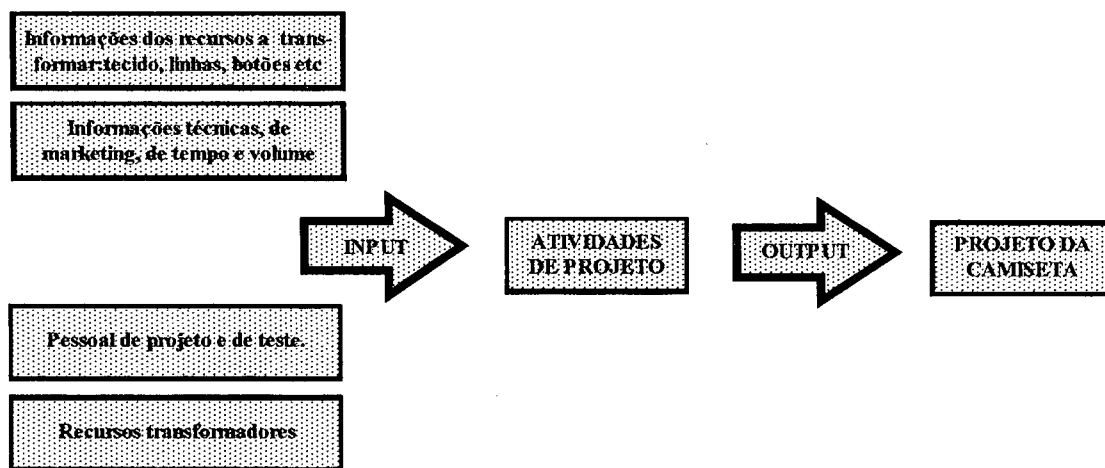 Informações dos recursos a trans-
formar:tecido, linhas, botões etc
Informações técnicas, de
marketing, de tempo e volume
INPUT
ATIVIDADES
DE PROJETO
OUTPUT
PROJETO DA
CAMISETA
Pessoal de projeto e de teste.
Recursos transformadores